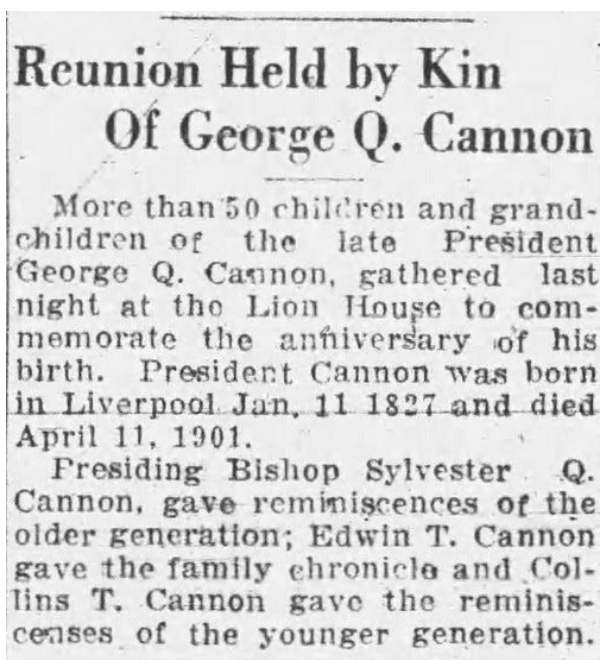 Reunion Held by Kin
Of George Q. Cannon
More than 50 children and grand-
children of the late President
George Q. Cannon, gathered last
night at the Lion House to com-
memorate the anniversary of his
birth. President Cannon was born
in Liverpool Jan. 11 1827 and died
April 11, 1901.
Presiding Bishop Sylvester Q.
Cannon, gave reminiscences of the
older generation; Edwin T. Cannon
gave the family chronicle and Col-
lins T. Cannon gave the reminis-
censes of the younger generation.